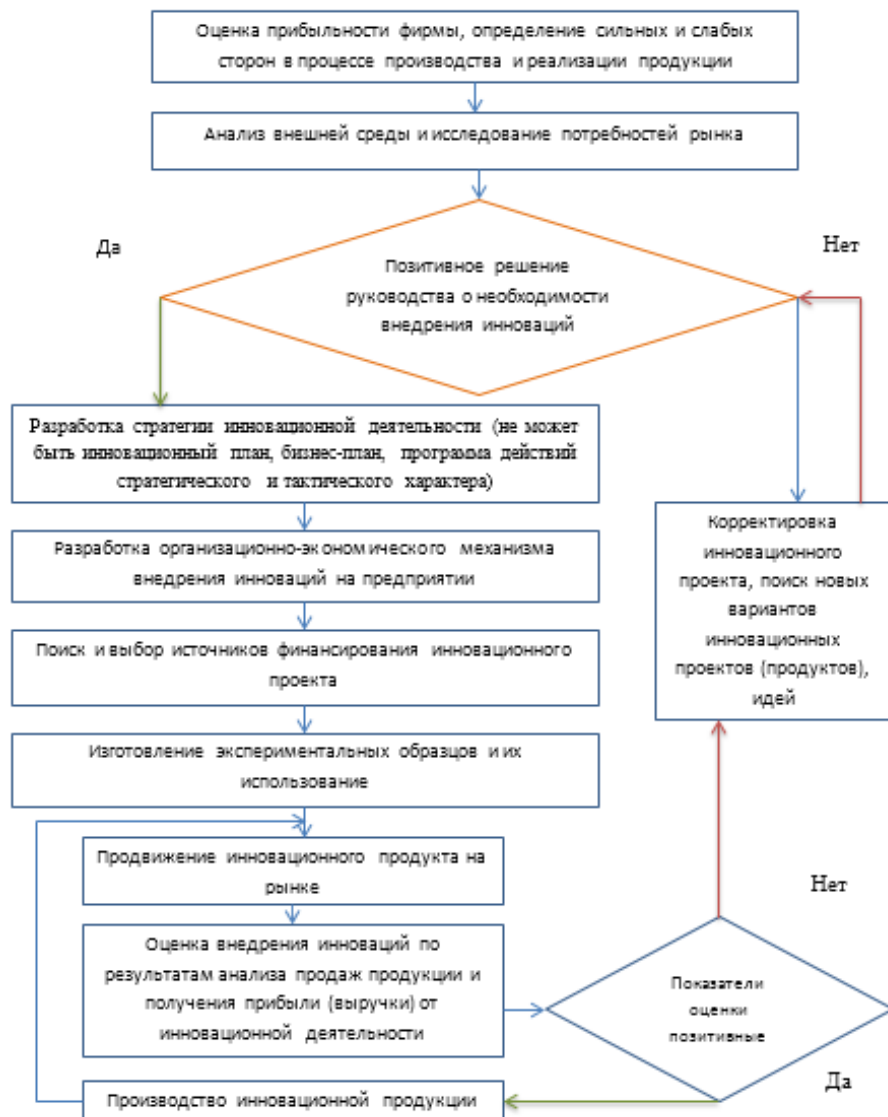 Оценка прибыльности фирмы, определение сильных и слабых
сторон в процессе производства и реализации продукции
Анализ внешней среды и исследование потребностей рынка
Да
Нет
Позитивное решение
руководства о необходимости
внедрения инноваций
Разработка стратегии инновационной деятельности (не может
быть инновационный план, бизнес-план, программа действий
стратегического и тактического характера)
Разработка организационно-экономического механизма
внедрения инноваций на предприятии
Поиск и выбор источников финансирования инновационного
проекта
Изготовление экспериментальных образцов и их
использование
Корректировка
инновационного
проекта, поиск новых
вариантов
инновационных
проектов (продуктов),
идей
Продвижение инновационного продукта на
рынке
Нет
Оценка внедрения инноваций по
результатам анализа продаж продукции и
получения прибыли (выручки) от
инновационной деятельности
Показатели
оценки
позитивные
Да
Производство инновационной продукции